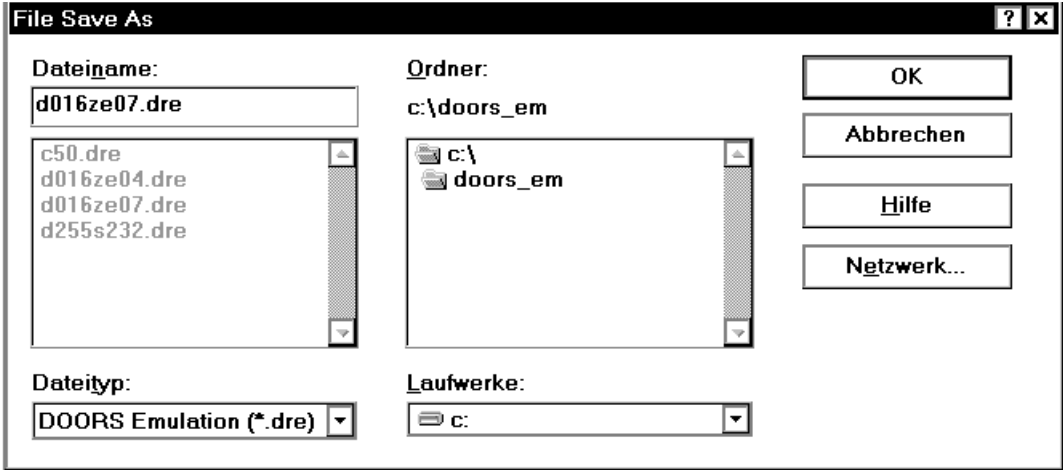 File Save As
Dateiname:
d016ze07.dre
c50.dre
d016ze04.dre
d016ze07.dre
d255s232.dre
Dateityp:
DOORS Emulation (*.dre)
Ordner:
c:\doors_em
c:\
doors_em
Laufwerke:
c:
OK
Abbrechen
Hilfe
Netzwerk...